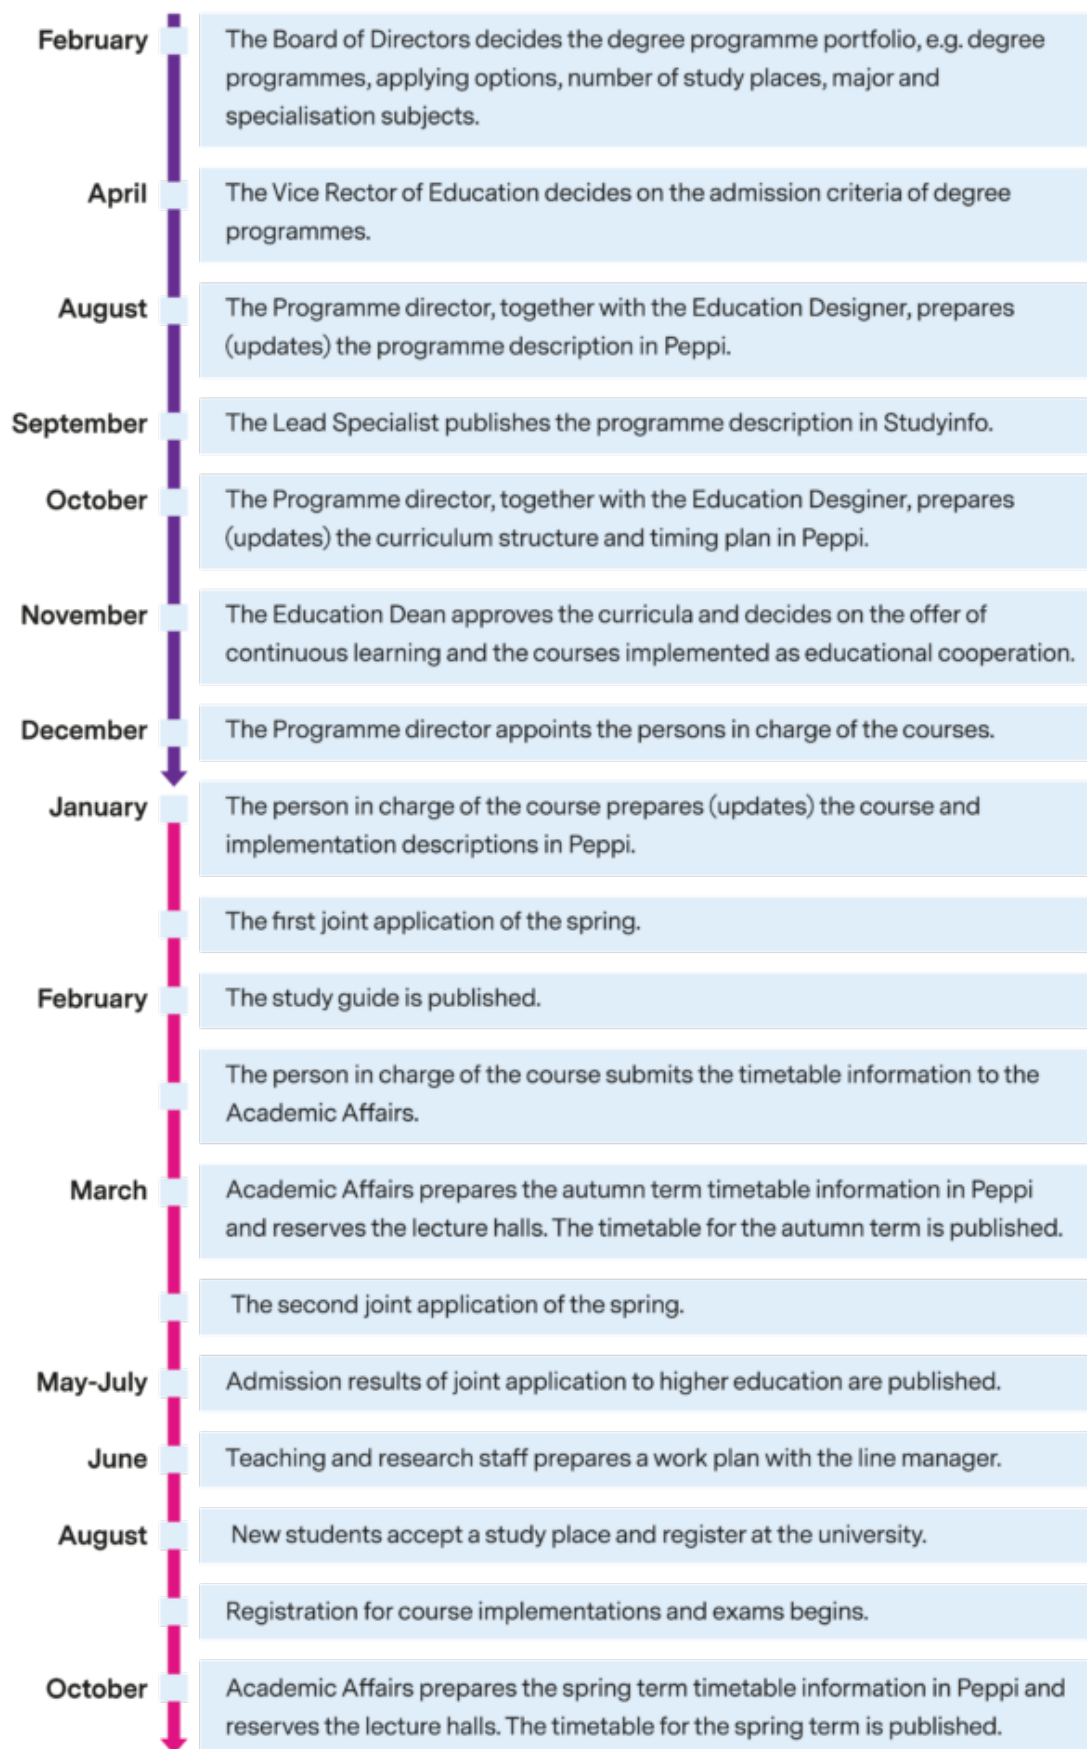 February
The Board of Directors decides the degree programme portfolio, e.g. degree
programmes, applying options, number of study places, major and
specialisation subjects.
April
The Vice Rector of Education decides on the admission criteria of degree
programmes.
August
The Programme director, together with the Education Designer, prepares
(updates) the programme description in Peppi.
September
The Lead Specialist publishes the programme description in Studyinfo.
October
The Programme director, together with the Education Desginer, prepares
(updates) the curriculum structure and timing plan in Peppi.
November
The Education Dean approves the curricula and decides on the offer of
continuous learning and the courses implemented as educational cooperation.
December
The Programme director appoints the persons in charge of the courses.
January
The person in charge of the course prepares (updates) the course and
implementation descriptions in Peppi.
The first joint application of the spring.
February
The study guide is published.
The person in charge of the course submits the timetable information to the
Academic Affairs.
March
Academic Affairs prepares the autumn term timetable information in Peppi
and reserves the lecture halls. The timetable for the autumn term is published.
The second joint application of the spring.
May-July
Admission results of joint application to higher education are published.
June
Teaching and research staff prepares a work plan with the line manager.
August
New students accept a study place and register at the university.
Registration for course implementations and exams begins.
October
Academic Affairs prepares the spring term timetable information in Peppi and
reserves the lecture halls. The timetable for the spring term is published.